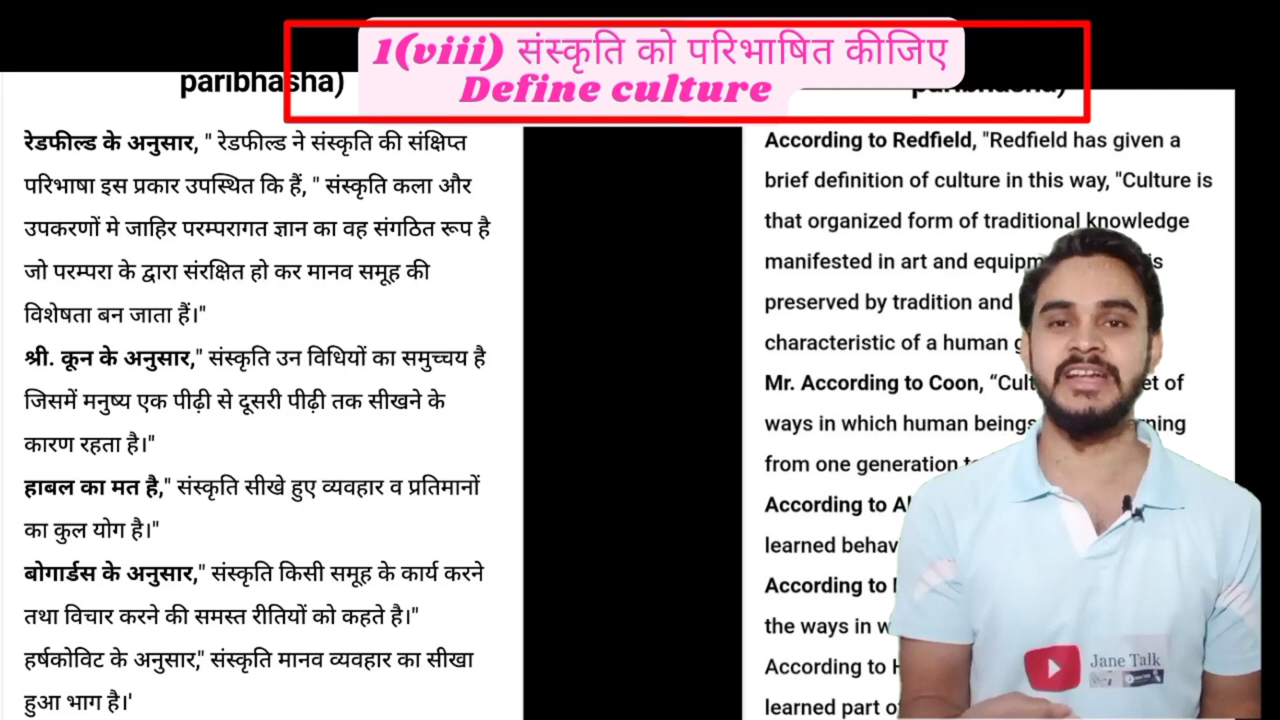 1(viii) संस्कृति को परिभाषित कीजिए
Define culture
paribhasha)
रेडफील्ड के अनुसार, " रेडफील्ड ने संस्कृति की संक्षिप्त
परिभाषा इस प्रकार उपस्थित कि हैं, " संस्कृति कला और
उपकरणों मे जाहिर परम्परागत ज्ञान का वह संगठित रूप है
जो परम्परा के द्वारा संरक्षित हो कर मानव समूह की
विशेषता बन जाता हैं।"
श्री. कून के अनुसार," संस्कृति उन विधियों का समुच्चय है
जिसमें मनुष्य एक पीढ़ी से दूसरी पीढ़ी तक सीखने के
कारण रहता है।"
हाबल का मत है," संस्कृति सीखे हुए व्यवहार व प्रतिमानों
का कुल योग है।"
बोगार्डस के अनुसार," संस्कृति किसी समूह के कार्य करने
तथा विचार करने की समस्त रीतियों को कहते है।"
हर्षकोविट के अनुसार," संस्कृति मानव व्यवहार का सीखा
हुआ भाग है।'
paribhasha)
According to Redfield, "Redfield has given a
brief definition of culture in this way, "Culture is
that organized form of traditional knowledge
manifested in art and is
preserved by tradition and
characteristic of a human
Mr. According to Coon, of
ways in which human beings
from one generation
According to
learned
According to
the ways in
According to
learned part
Jane Talk